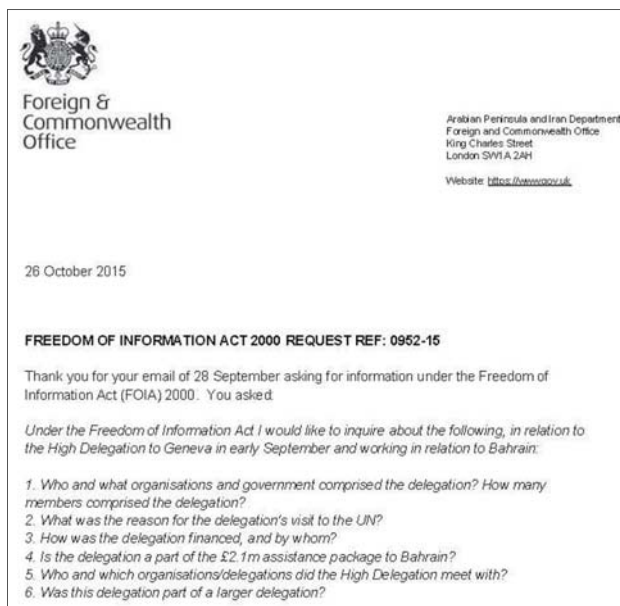 Foreign &
Commonwealth
Office
Arabian Peninsula and Iran Department
Foreign and Commonwealth Office
King Charles Street
London SW1A 2AH
Website: https://www.gov.uk
26 October 2015
FREEDOM OF INFORMATION ACT 2000 REQUEST REF: 0952-15
Thank you for your email of 28 September asking for information under the Freedom of
Information Act (FOIA) 2000. You asked:
Under the Freedom of Information Act I would like to inquire about the following, in relation to
the High Delegation to Geneva in early September and working in relation to Bahrain:
1. Who and what organisations and government comprised the delegation? How many
members comprised the delegation?
2. What was the reason for the delegation's visit to the UN?
3. How was the delegation financed, and by whom?
4. Is the delegation a part of the £2.1m assistance package to Bahrain?
5. Who and which organisations/delegations did the High Delegation meet with?
6. Was this delegation part of a larger delegation?